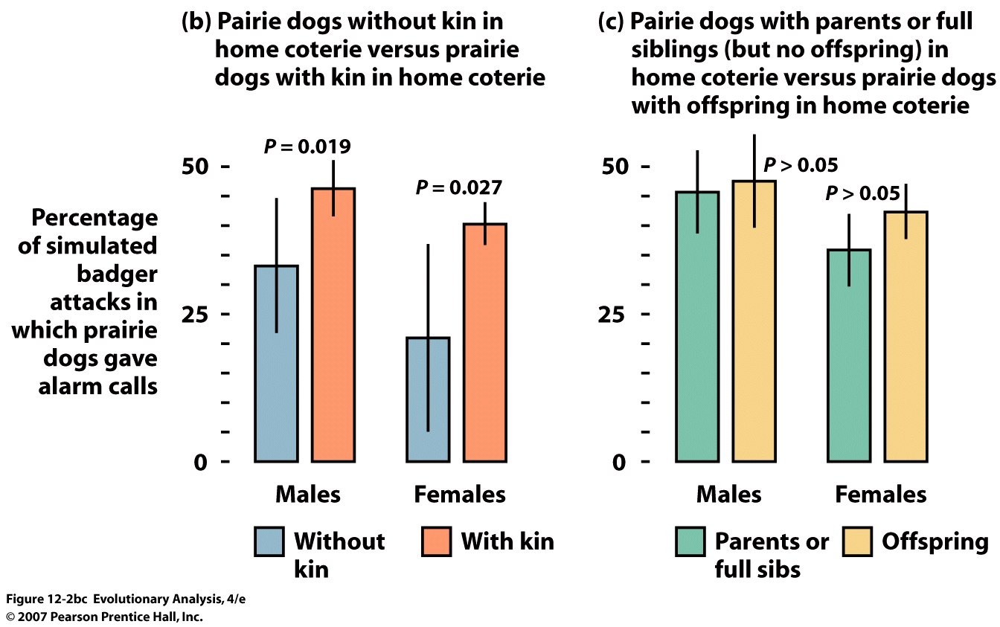 (b) Pairie dogs without kin in
home coterie versus prairie
dogs with kin in home coterie
(c) Pairie dogs with parents or full
siblings (but no offspring) in
home coterie versus prairie dogs
with offspring in home coterie
Percentage
of simulated
badger
attacks in
which prairie
dogs gave
alarm calls
50
25
0
P = 0.019
P = 0.027
Males
Females
Without
kin
With kin
50
25
0
P > 0.05
P > 0.05
Males
Females
Parents or
full sibs
Offspring
Figure 12-2bc Evolutionary Analysis, 4/e
© 2007 Pearson Prentice Hall, Inc.